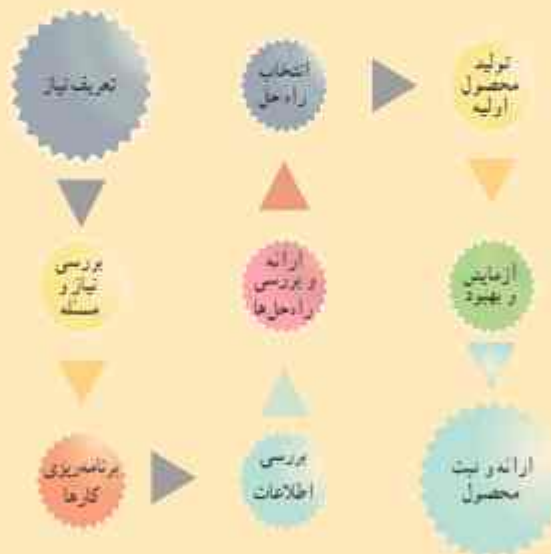 تعریف نیاز
بررسی
نیاز و
مسئله
برنامه‌ریزی
کارها
بررسی
اطلاعات
ارائه
و بررسی
راه‌حل‌ها
انتخاب
راه‌حل
تولید
محصول
اولیه
آزمایش
و بهبود
ارائه و ثبت
محصول